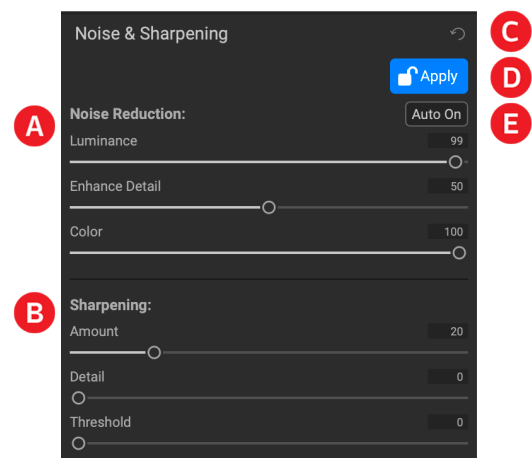 Noise & Sharpening
C
Apply
D
A
Noise Reduction:
Auto On
E
Luminance
99
Enhance Detail
50
Color
100
B
Sharpening:
Amount
20
Detail
0
Threshold
0